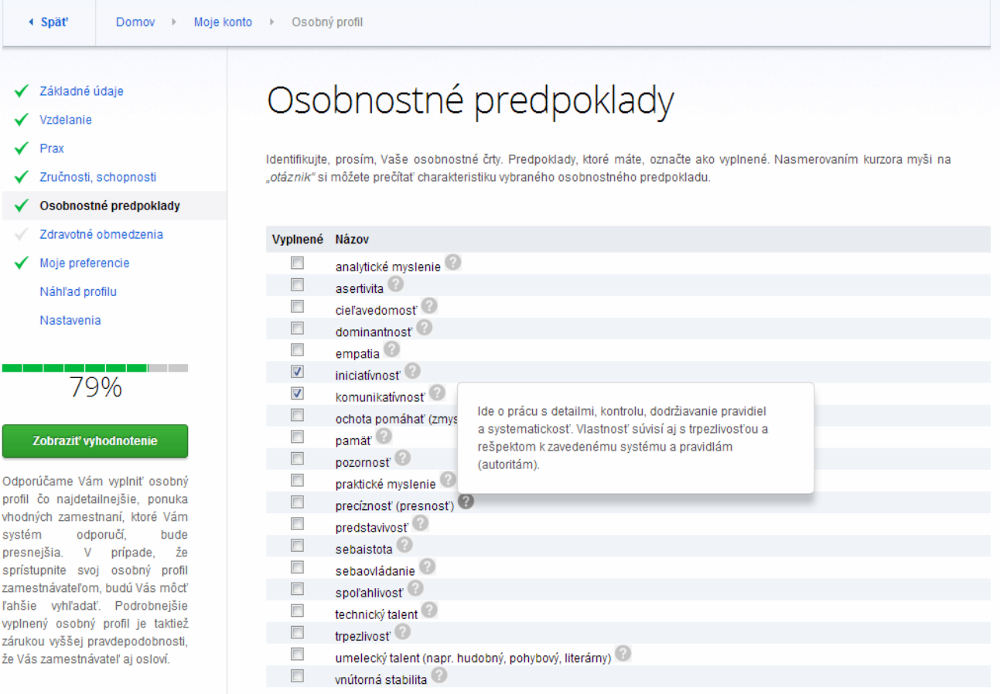 Späť Domov Moje konto Osobný profil
Základné údaje
Vzdelanie
Prax
Zručnosti, schopnosti
Osobnostné predpoklady
Zdravotné obmedzenia
Moje preferencie
Náhľad profilu
Nastavenia
79%
Zobraziť vyhodnotenie
Odporúčame Vám vyplniť osobný
profil čo najdetailnejšie, ponuka
vhodných zamestnaní, ktoré Vám
systém odporučí, bude
presnejšia. V prípade, že
sprístupnite svoj osobný profil
zamestnávateľom, budú Vás môcť
ľahšie vyhľadať. Podrobnejšie
vyplnený osobný profil je taktiež
zárukou vyššej pravdepodobnosti,
že Vás zamestnávateľ aj osloví.
Osobnostné predpoklady
Identifikujte, prosím, Vaše osobnostné črty. Predpoklady, ktoré máte, označte ako vyplnené. Nasmerovaním kurzora myši na
„otáznik“ si môžete prečítať charakteristiku vybraného osobnostného predpokladu.
Vyplnené Názov
analytické myslenie ?
asertivita ?
cieľavedomosť ?
dominantnosť ?
empatia ?
iniciatívnosť ?
komunikatívnosť ?
ochota pomáhať (zmys
pamäť ?
pozornosť ?
praktické myslenie ?
precíznosť (presnosť) ?
predstavivosť ?
sebaistota ?
sebaovládanie ?
spoľahlivosť ?
technický talent ?
trpezlivosť ?
umelecký talent (napr. hudobný, pohybový, literárny) ?
vnútorná stabilita ?
Ide o prácu s detailmi, kontrolu, dodržiavanie pravidiel
a systematickosť. Vlastnosť súvisí aj s trpezlivosťou a
rešpektom k zavedenému systému a pravidlám
(autoritám).